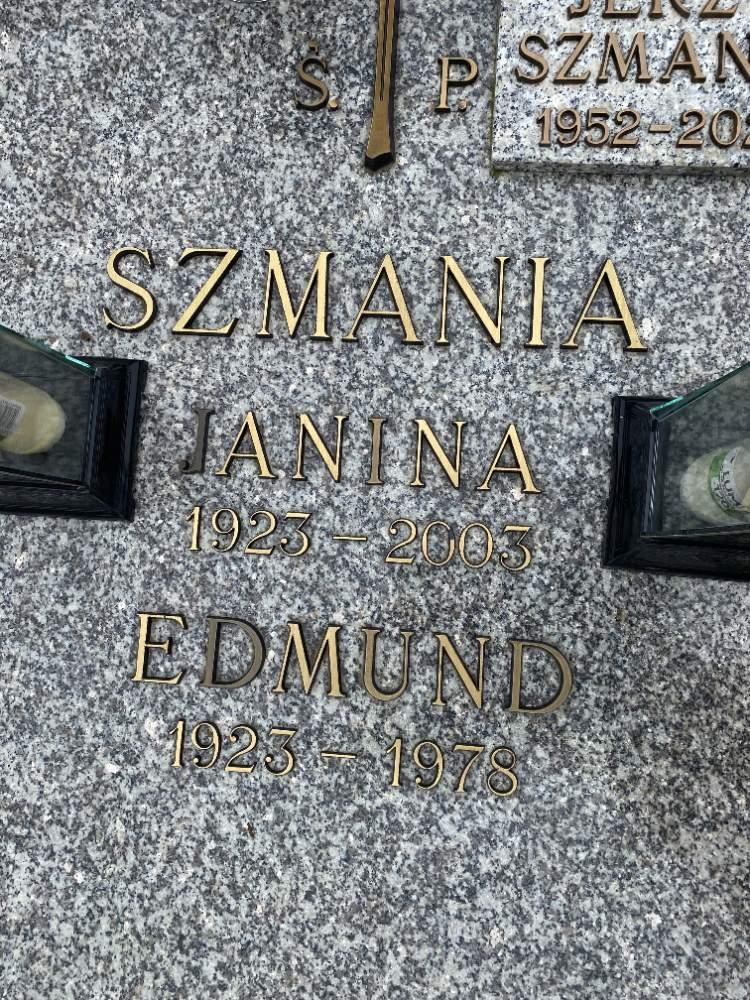 Ś. P.
SZMAN
1952-20
SZMANIA
JANINA
1923 - 2003
EDMUND
1923 - 1978